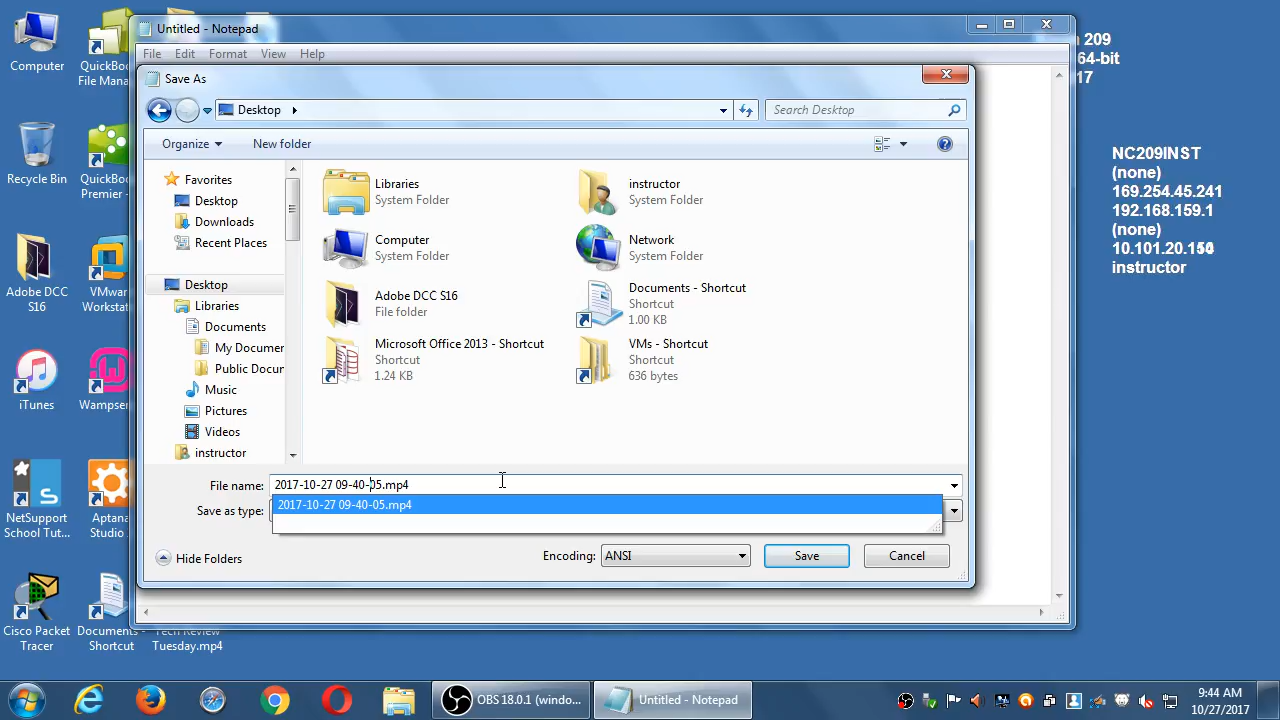 Untitled - Notepad
File Edit Format View Help
Save As
Desktop
Search Desktop
Organize New folder
Favorites
Desktop
Downloads
Recent Places
Desktop
Libraries
Documents
My Documen
Public Docur
Music
Pictures
Videos
instructor
Libraries
System Folder
instructor
System Folder
Computer
System Folder
Network
System Folder
Adobe DCC S16
File folder
Documents - Shortcut
Shortcut
1.00 KB
Microsoft Office 2013 - Shortcut
Shortcut
1.24 KB
VMs - Shortcut
Shortcut
636 bytes
File name: 2017-10-27 09-40-05.mp4
2017-10-27 09-40-05.mp4
Save as type:
Hide Folders
Encoding: ANSI
Save
Cancel
Computer
QuickBoo
File Mana
Recycle Bin
QuickBoo
Premier -
Adobe DCC
S16
VMwar
Workstat
iTunes
Wampser
NetSupport
School Tut...
Aptana
Studio
Cisco Packet
Tracer
Documents -
Shortcut
Tech Review
Tuesday.mp4
209
64-bit
17
NC209INST
(none)
169.254.45.241
192.168.159.1
(none)
10.101.20.1
instructor
OBS 18.0.1 (windo...
Untitled - Notepad
9:44 AM
10/27/2017